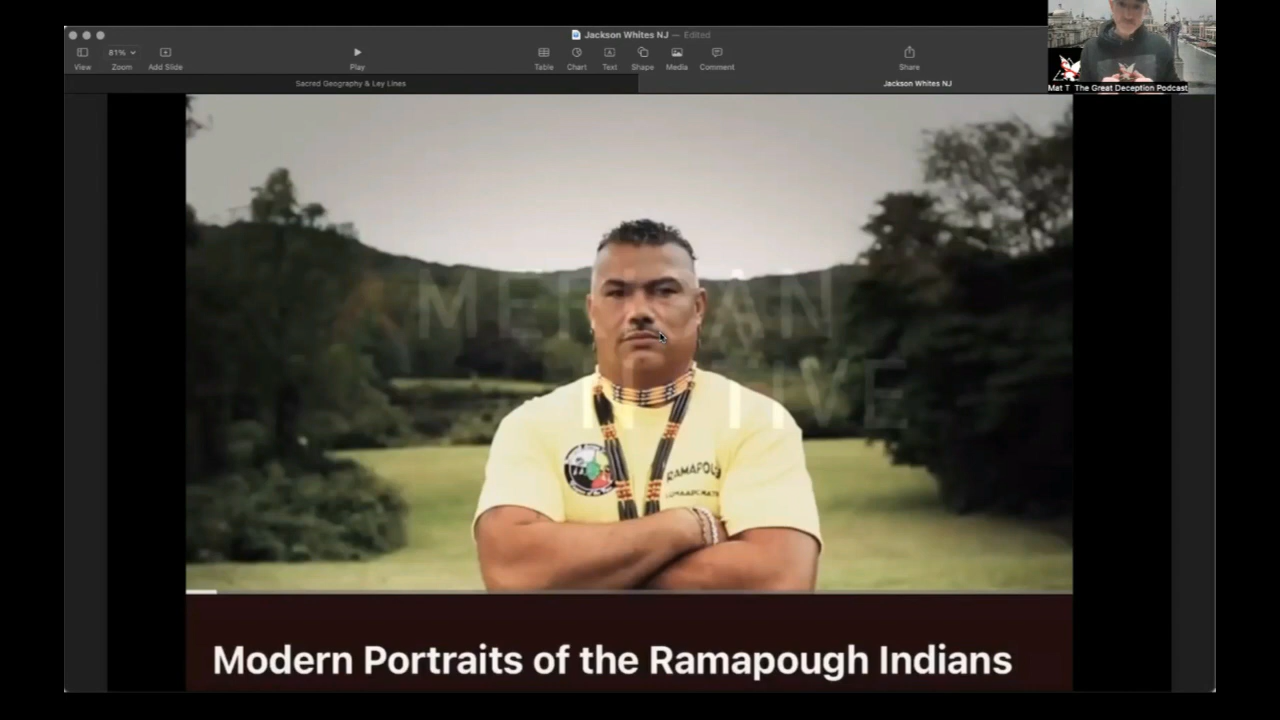 Jackson Whites NJ — Edited
View
81%
Zoom
Add Slide
Play
Table
Chart
Text
Shape
Media
Comment
Share
Sacred Geography & Ley Lines
Jackson Whites NJ
Mat T The Great Deception Podcast
RAMAPOUGH
Modern Portraits of the Ramapough Indians